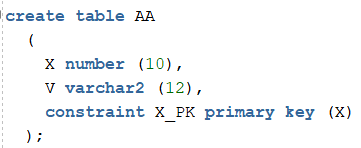 create table AA
(
X number (10),
V varchar2 (12),
constraint X_PK primary key (X)
);